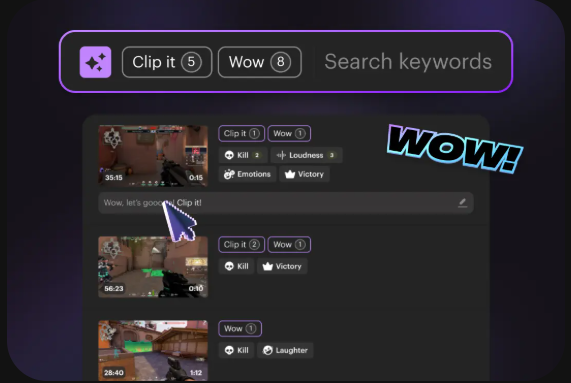 Clip it 5 Wow 8 Search keywords
Clip it 1 Wow 1
Kill 2 Loudness 3
Emotions Victory
35:15 0:15
WOW!
Wow, let's goooo! Clip it!
Clip it 2 Wow 1
Kill Victory
56:23 0:10
Wow 1
Kill Laughter
28:40 1:12